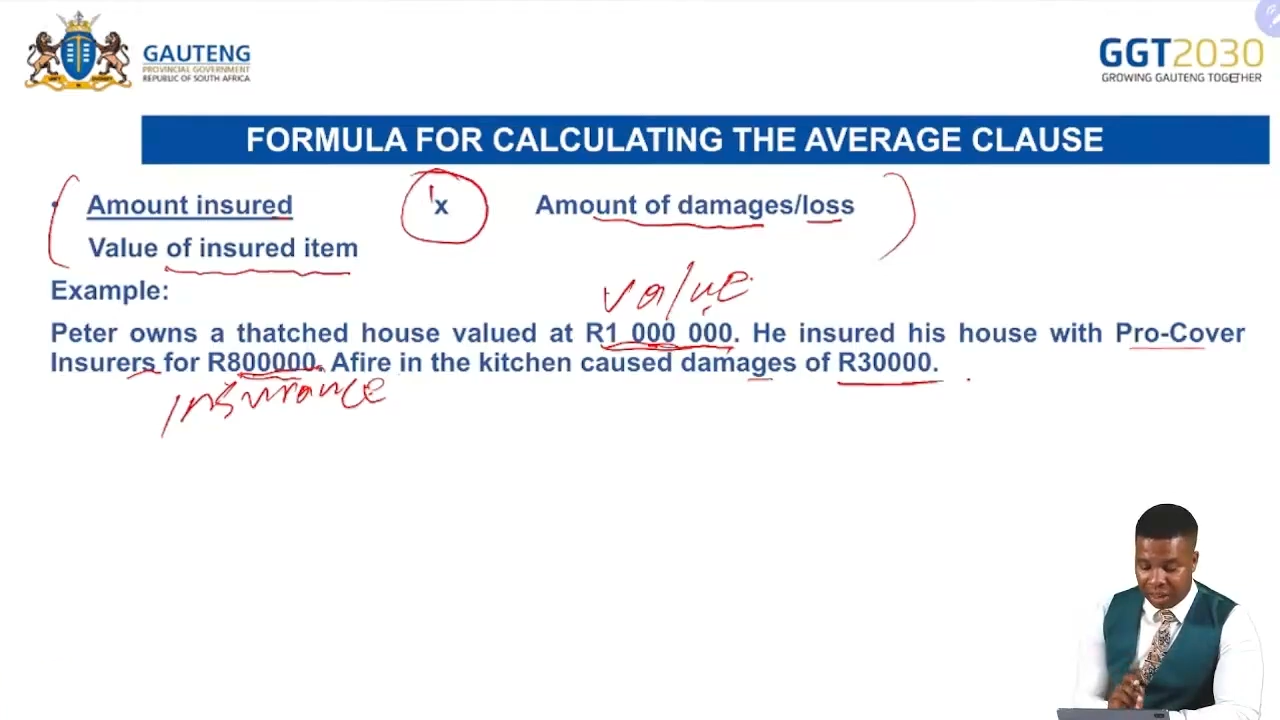 GAUTENG
PROVINCIAL GOVERNMENT
REPUBLIC OF SOUTH AFRICA
GGT2030
GROWING GAUTENG TOGETHER
FORMULA FOR CALCULATING THE AVERAGE CLAUSE
• Amount insured x Amount of damages/loss
Value of insured item
Example:
value
Peter owns a thatched house valued at R1 000 000. He insured his house with Pro-Cover
Insurers for R800000. Afire in the kitchen caused damages of R30000.
insurance